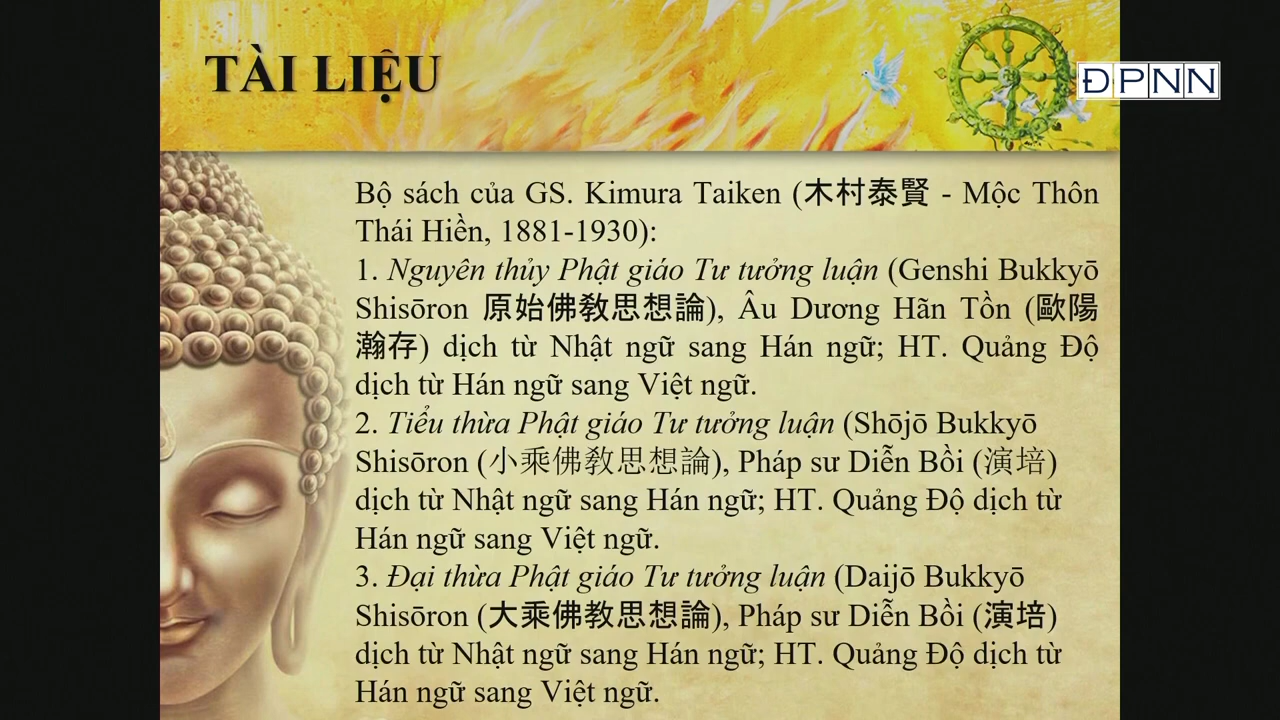 TÀI LIỆU
ĐPNN
Bộ sách của GS. Kimura Taiken (木村泰賢 - Mộc Thôn
Thái Hiền, 1881-1930):
1. Nguyên thủy Phật giáo Tư tưởng luận (Genshi Bukkyō
Shisōron 原始佛教思想論), Âu Dương Hãn Tồn (歐陽
瀚存) dịch từ Nhật ngữ sang Hán ngữ; HT. Quảng Độ
dịch từ Hán ngữ sang Việt ngữ.
2. Tiểu thừa Phật giáo Tư tưởng luận (Shōjō Bukkyō
Shisōron (小乘佛教思想論), Pháp sư Diễn Bồi (演培)
dịch từ Nhật ngữ sang Hán ngữ; HT. Quảng Độ dịch từ
Hán ngữ sang Việt ngữ.
3. Đại thừa Phật giáo Tư tưởng luận (Daijō Bukkyō
Shisōron (大乘佛教思想論), Pháp sư Diễn Bồi (演培)
dịch từ Nhật ngữ sang Hán ngữ; HT. Quảng Độ dịch từ
Hán ngữ sang Việt ngữ.